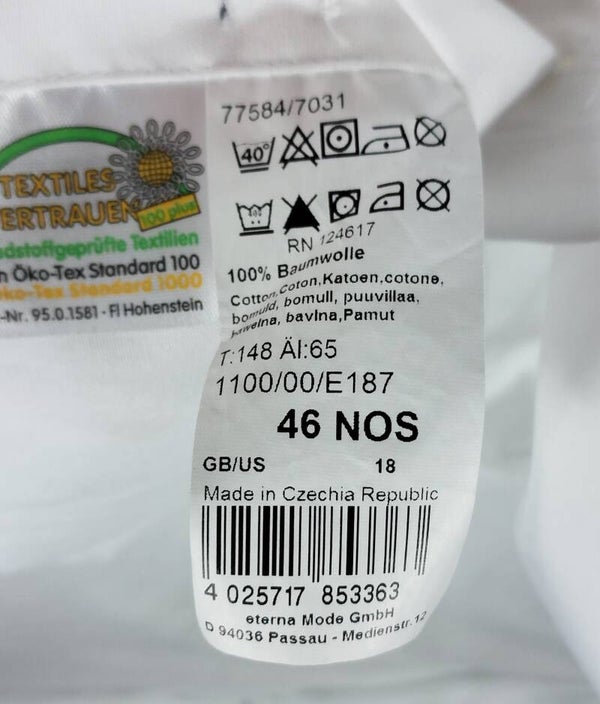 TEXTILES
VERTRAUEN
100 plus
dstoffgeprüfte Textilien
h Öko-Tex Standard 100
Öko-Tex Standard 1000
-Nr. 95.0.1581 - FI Hohenstein
77584/7031
40°
RN 124617
100% Baumwolle
Cotton,Coton,Katoen,cotone,
bomuld, bomull, puuvillaa,
bawelna, bavlna,Pamut
T:148 Äl:65
1100/00/E187
46 NOS
GB/US 18
Made in Czechia Republic
4 025717 853363
eterna Mode GmbH
D 94036 Passau - Medienstr.12